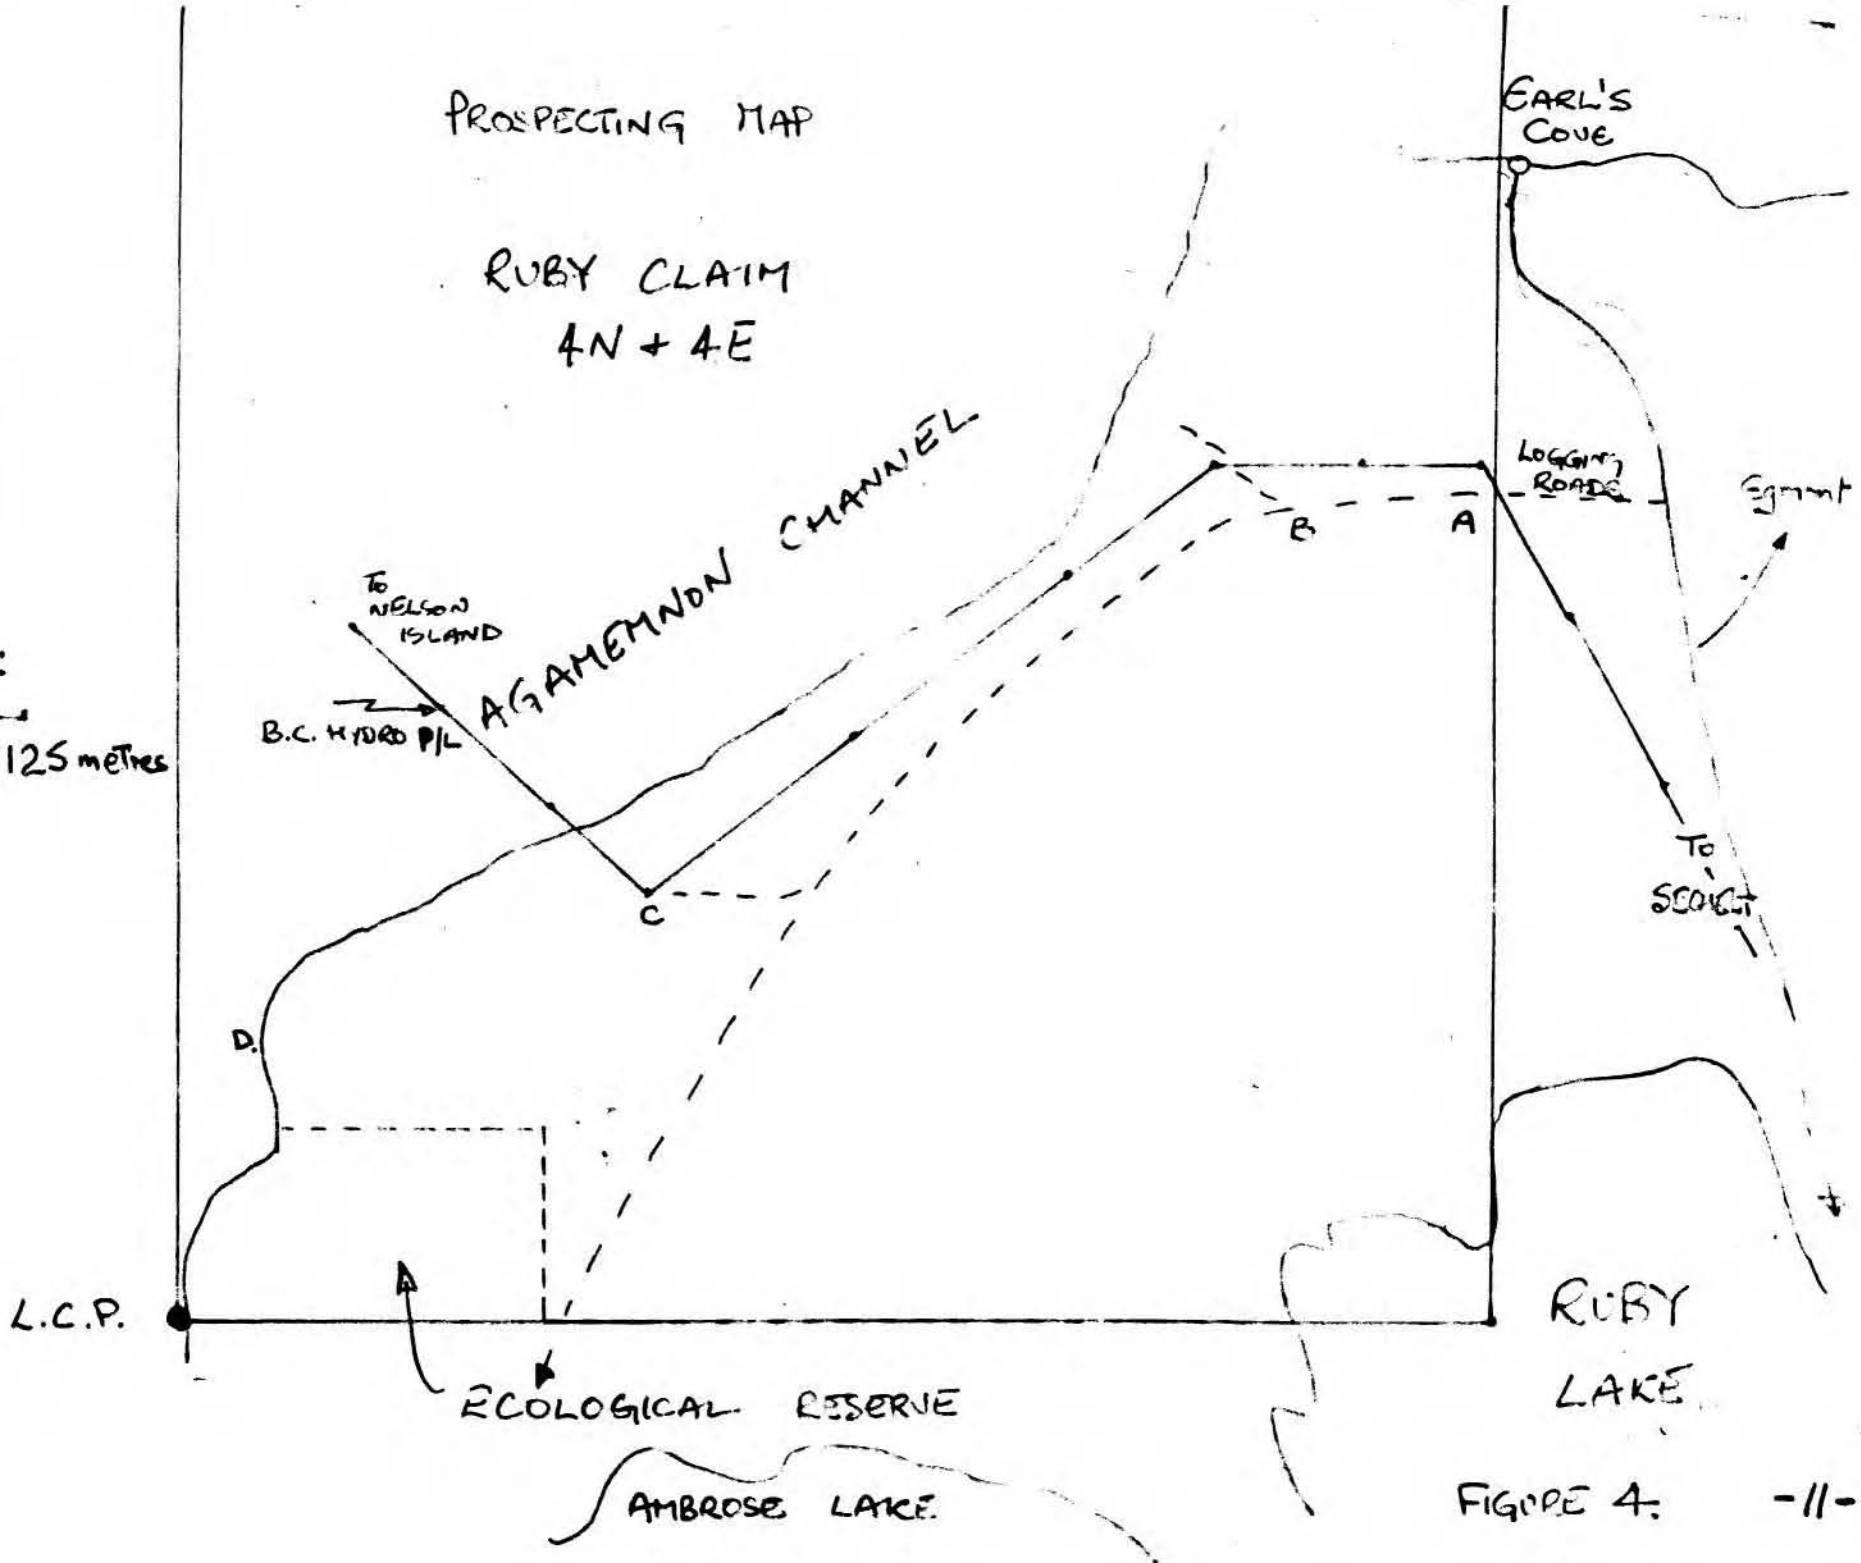 PROSPECTING MAP
RUBY CLAIM
4N + 4E
EARL'S
COVE
LOGGING
ROADS
Egmont
A
B
AGAMEMNON CHANNEL
To
NELSON
ISLAND
B.C. HYDRO P/L
125 metres
C
To
D.
L.C.P.
ECOLOGICAL RESERVE
RUBY
LAKE
AMBROSE LAKE
FIGURE 4.
-11-